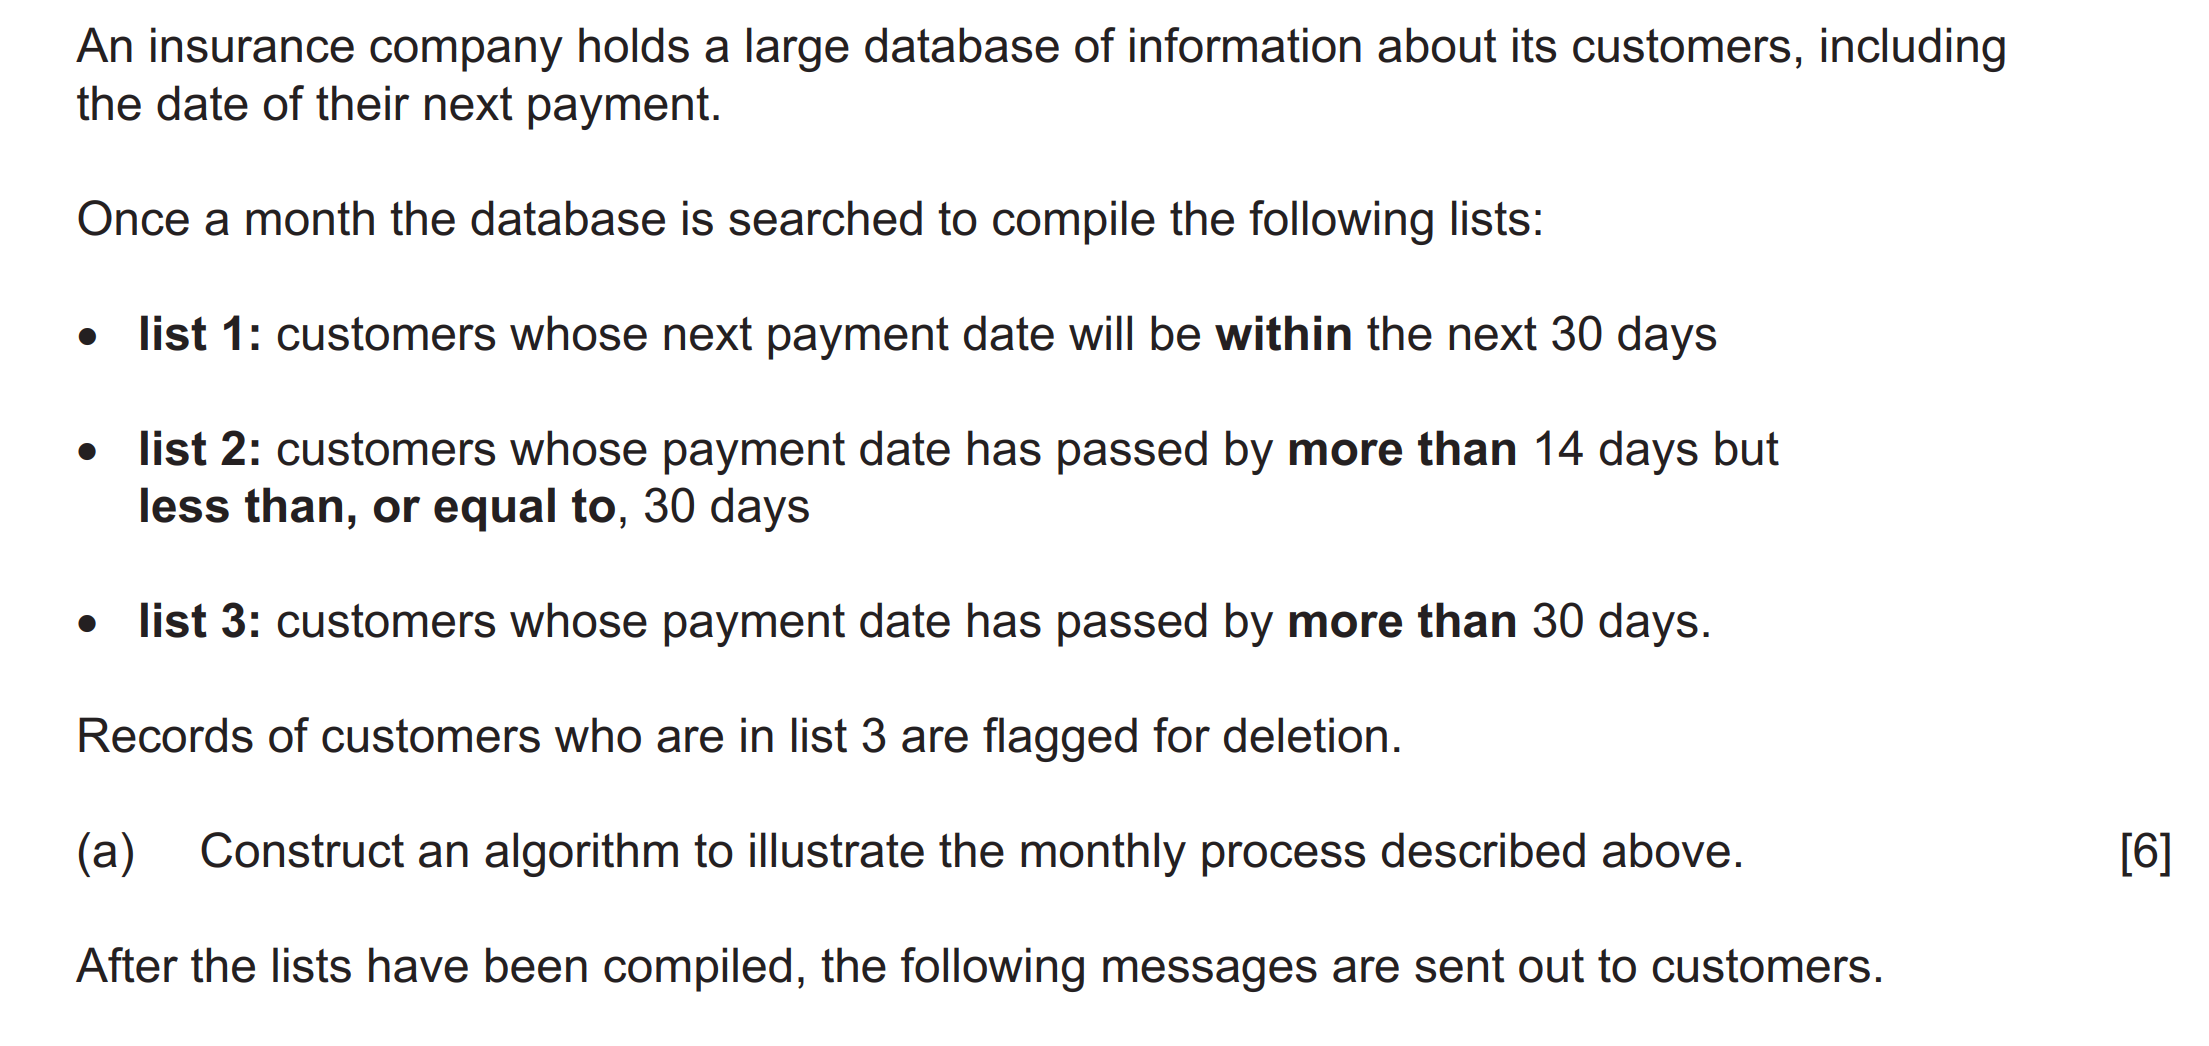 An insurance company holds a large database of information about its customers, including
the date of their next payment.
Once a month the database is searched to compile the following lists:
• list 1: customers whose next payment date will be within the next 30 days
• list 2: customers whose payment date has passed by more than 14 days but
less than, or equal to, 30 days
• list 3: customers whose payment date has passed by more than 30 days.
Records of customers who are in list 3 are flagged for deletion.
(a) Construct an algorithm to illustrate the monthly process described above. [6]
After the lists have been compiled, the following messages are sent out to customers.